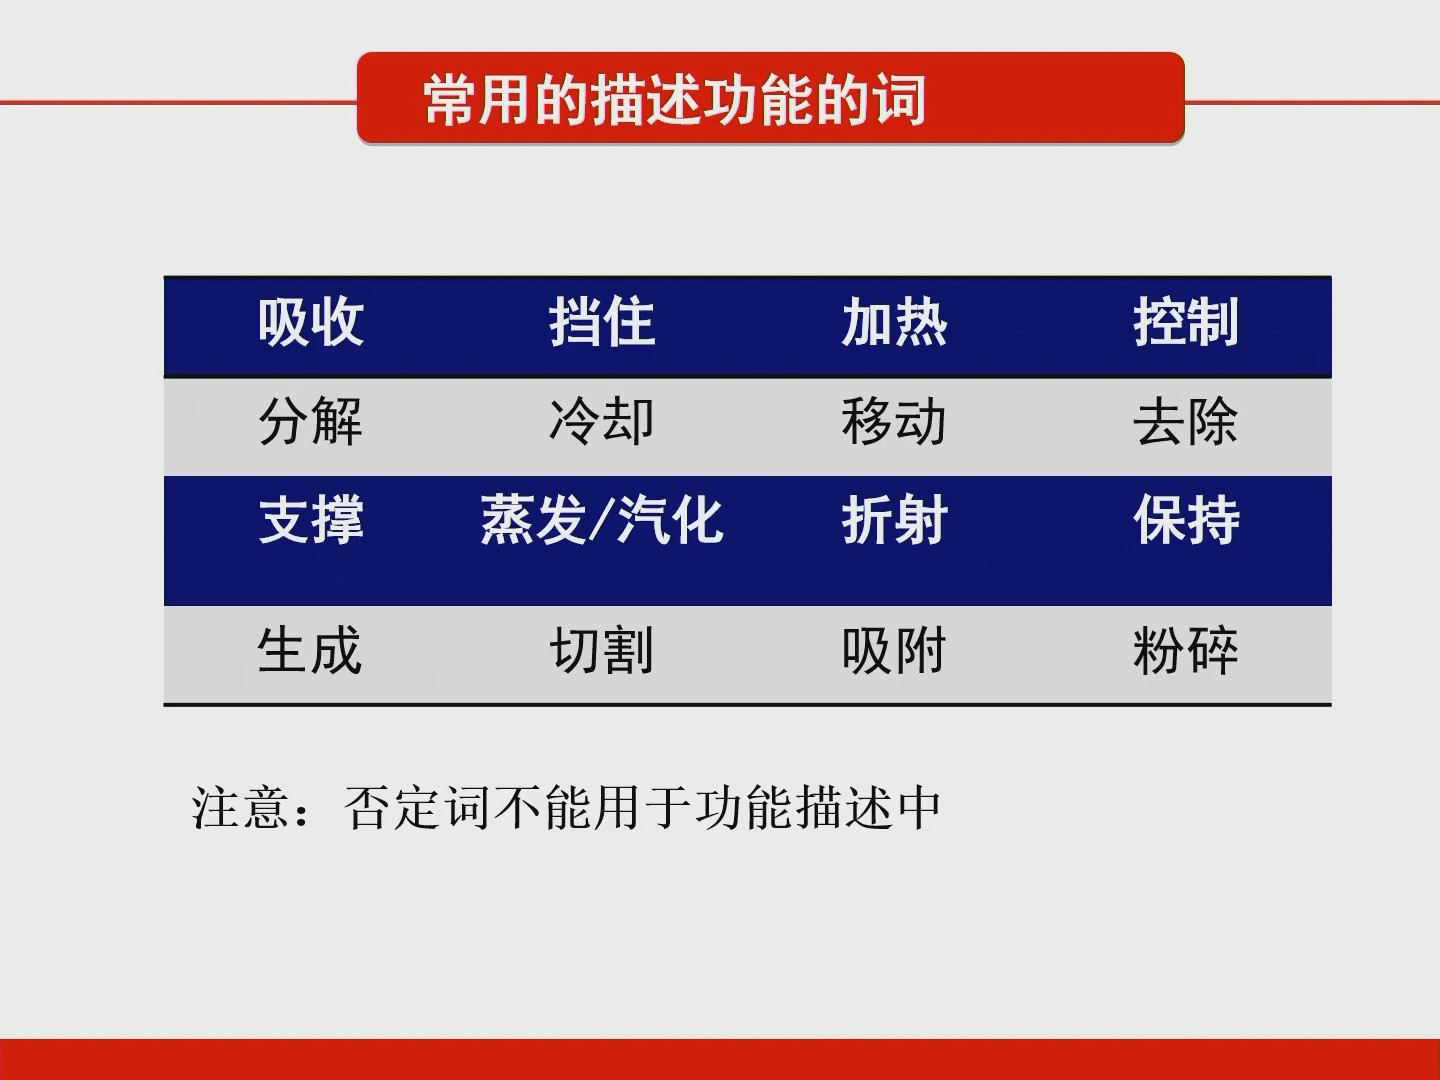 常用的描述功能的词
吸收 挡住 加热 控制
分解 冷却 移动 去除
支撑 蒸发/汽化 折射 保持
生成 切割 吸附 粉碎
注意：否定词不能用于功能描述中